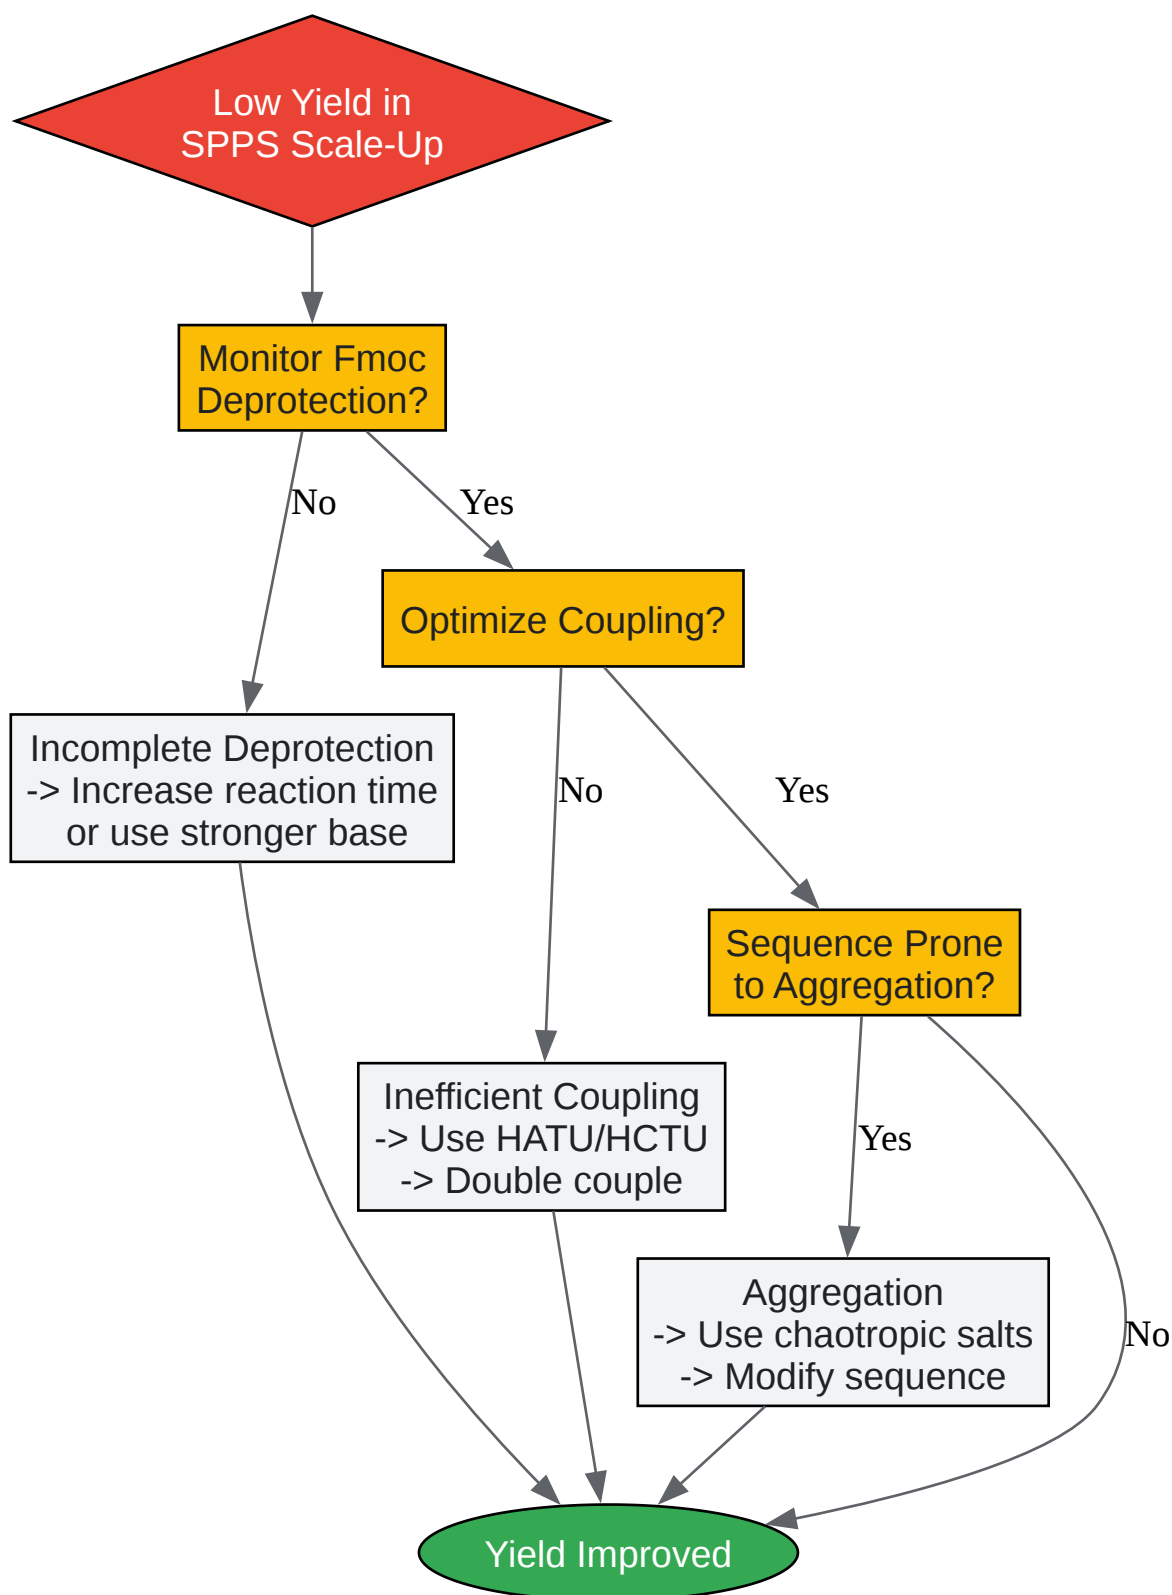 Low Yield in
SPPS Scale-Up
Monitor Fmoc
Deprotection?
No
Yes
Optimize Coupling?
Incomplete Deprotection
-> Increase reaction time
or use stronger base
No
Yes
Sequence Prone
to Aggregation?
Inefficient Coupling
-> Use HATU/HCTU
-> Double couple
Yes
Aggregation
-> Use chaotropic salts
-> Modify sequence
No
Yield Improved